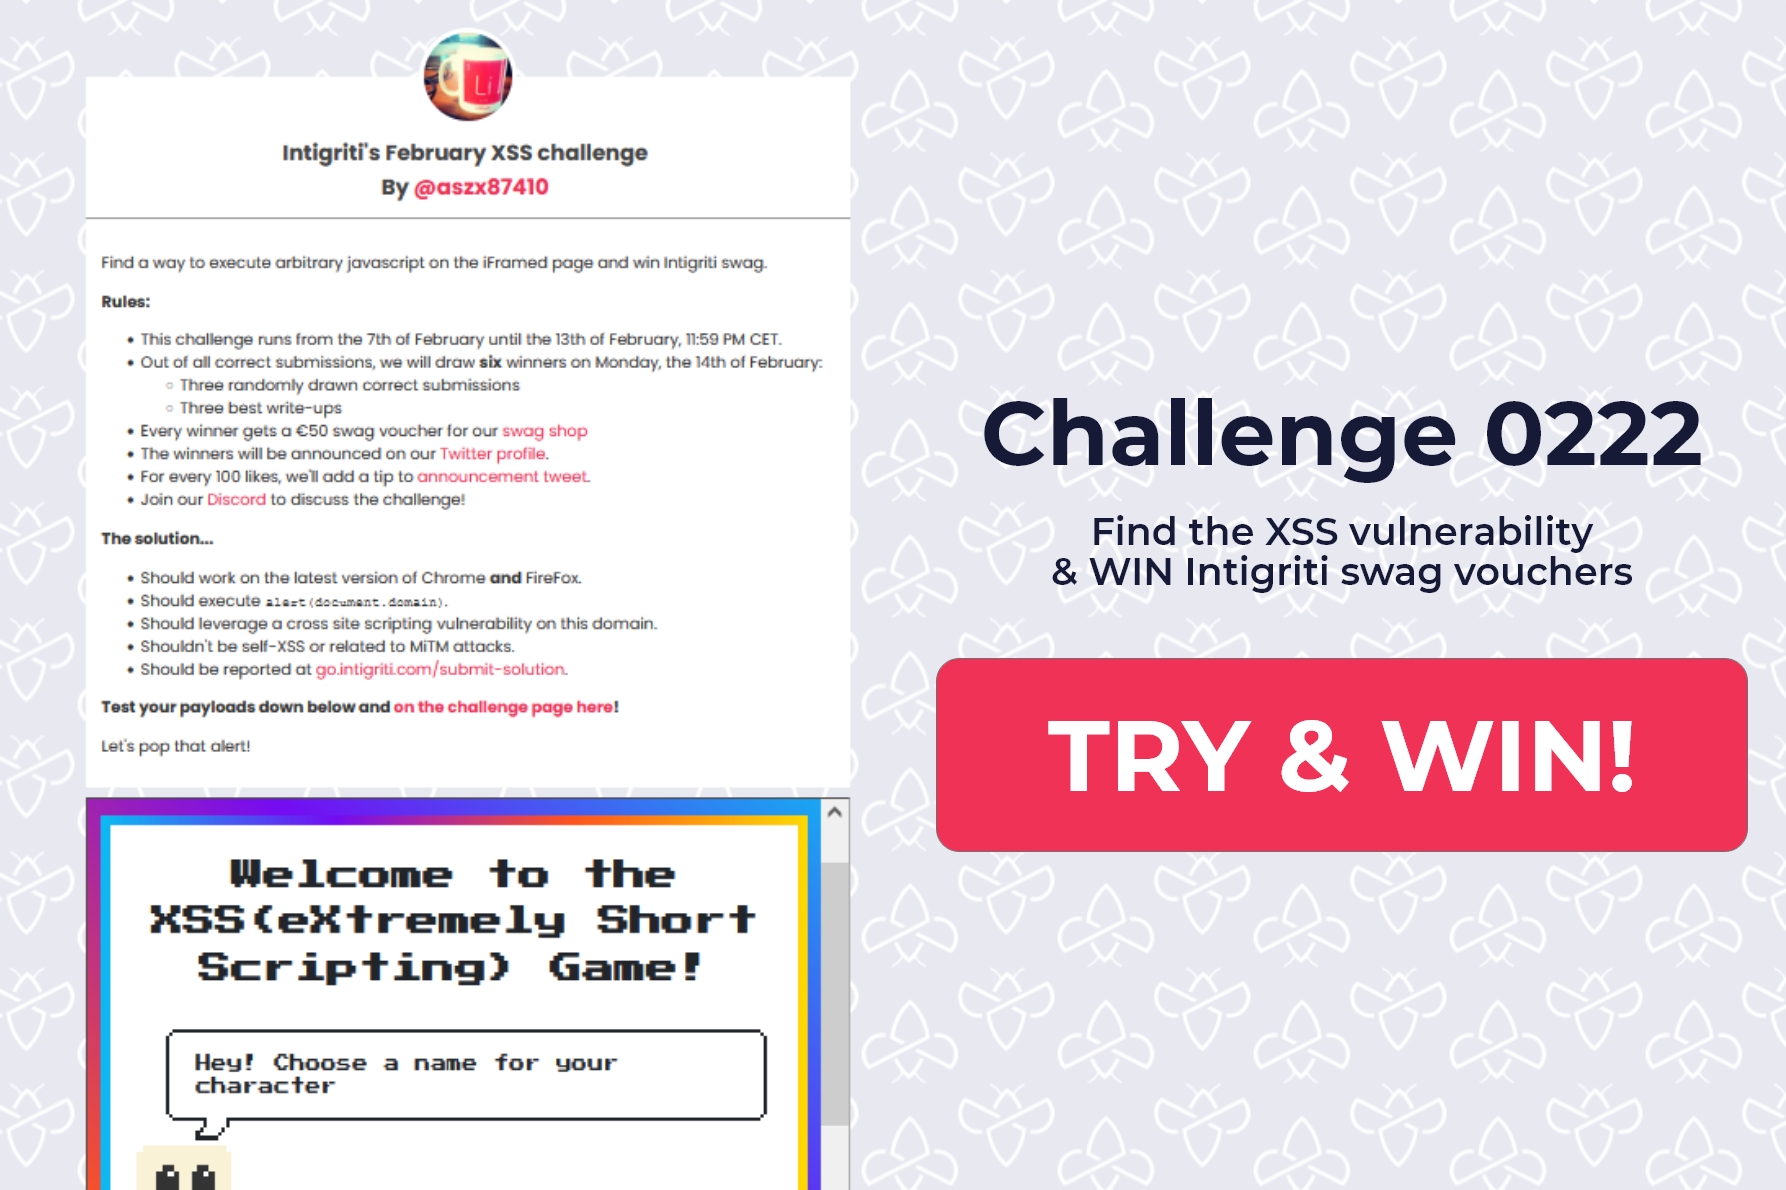 Li
Intigriti's February XSS challenge
By @aszx87410
Find a way to execute arbitrary javascript on the iFramed page and win Intigriti swag.
Rules:
• This challenge runs from the 7th of February until the 13th of February, 11:59 PM CET.
• Out of all correct submissions, we will draw six winners on Monday, the 14th of February:
○ Three randomly drawn correct submissions
○ Three best write-ups
• Every winner gets a €50 swag voucher for our swag shop
• The winners will be announced on our Twitter profile.
• For every 100 likes, we'll add a tip to announcement tweet.
• Join our Discord to discuss the challenge!
The solution...
• Should work on the latest version of Chrome and FireFox.
• Should execute alert(document.domain).
• Should leverage a cross site scripting vulnerability on this domain.
• Shouldn't be self-XSS or related to MiTM attacks.
• Should be reported at go.intigriti.com/submit-solution.
Test your payloads down below and on the challenge page here!
Let's pop that alert!
Welcome to the
XSS(eXtremely Short
Scripting) Game!
Hey! Choose a name for your
character
Challenge 0222
Find the XSS vulnerability
& WIN Intigriti swag vouchers
TRY & WIN!